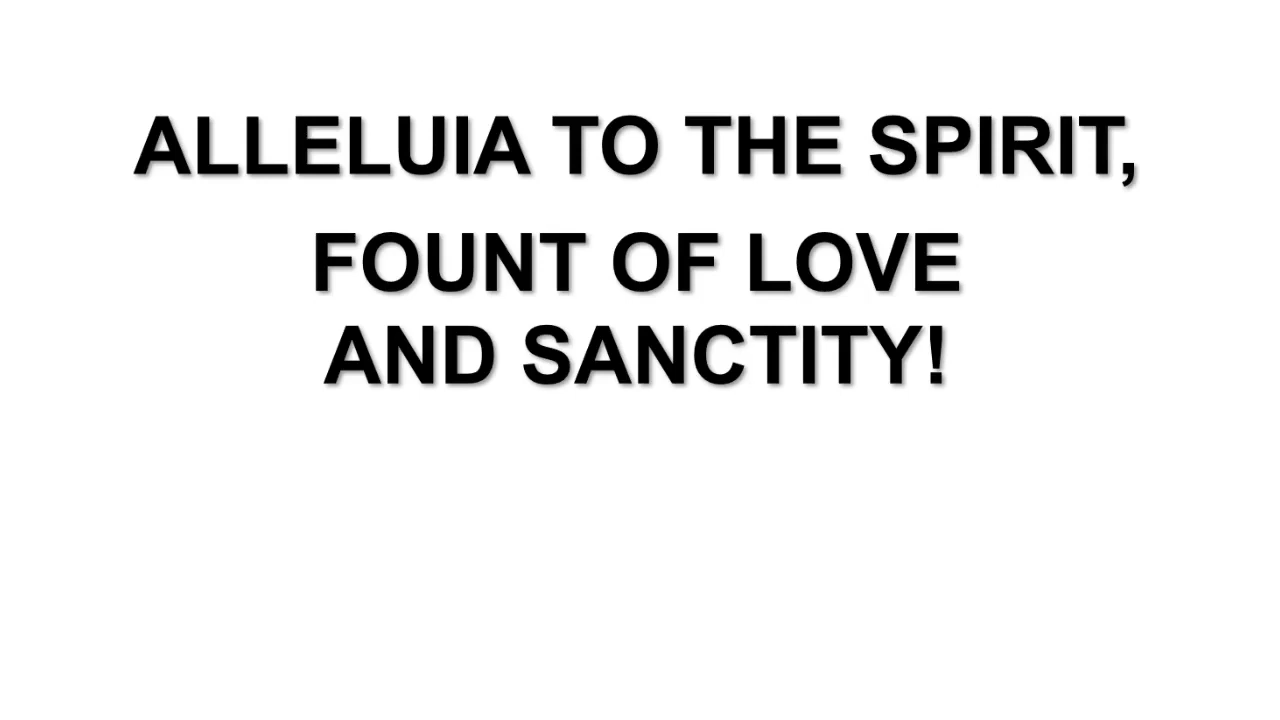 ALLELUIA TO THE SPIRIT,
FOUNT OF LOVE
AND SANCTITY!